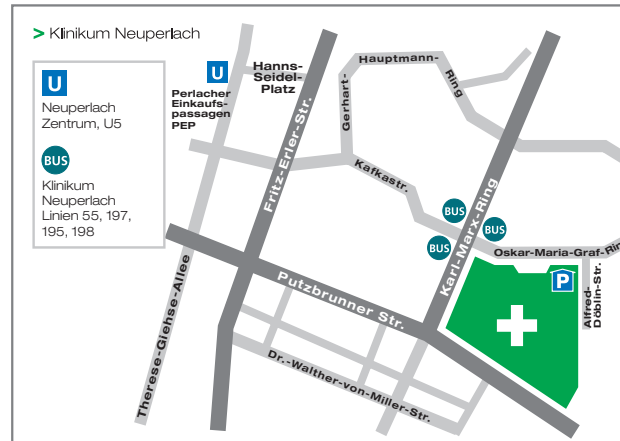 > Klinikum Neuperlach
U
Neuperlach
Zentrum, U5
BUS
Klinikum
Neuperlach
Linien 55, 197,
195, 198
U
Perlacher
Einkaufs-
passagen
PEP
Hanns-
Seidel-
Platz
Fritz-Erler-Str.
Gerhart-
Hauptmann-
Ring
Kafkastr.
Karl-Marx-Ring
BUS
BUS
BUS
Oskar-Maria-Graf-Rin
P
Alfred-
Döblin-Str.
Putzbrunner Str.
Dr.-Walther-von-Miller-Str.
Therese-Giehse-Allee